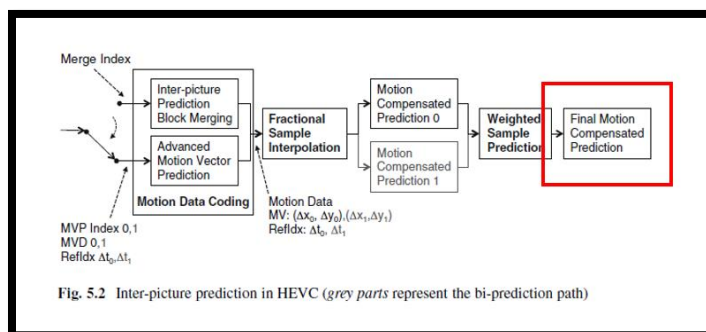 Merge Index
Inter-picture
Prediction
Block Merging
Advanced
Motion Vector
Prediction
Motion Data Coding
MVP Index 0,1
MVD 0,1
RefIdx Δt₀,Δt₁
Fractional
Sample
Interpolation
Motion Data
MV: (Δx₀, Δy₀),(Δx₁,Δy₁)
RefIdx: Δt₀, Δt₁
Motion
Compensated
Prediction 0
Motion
Compensated
Prediction 1
Weighted
Sample
Prediction
Final Motion
Compensated
Prediction
Fig. 5.2 Inter-picture prediction in HEVC (grey parts represent the bi-prediction path)